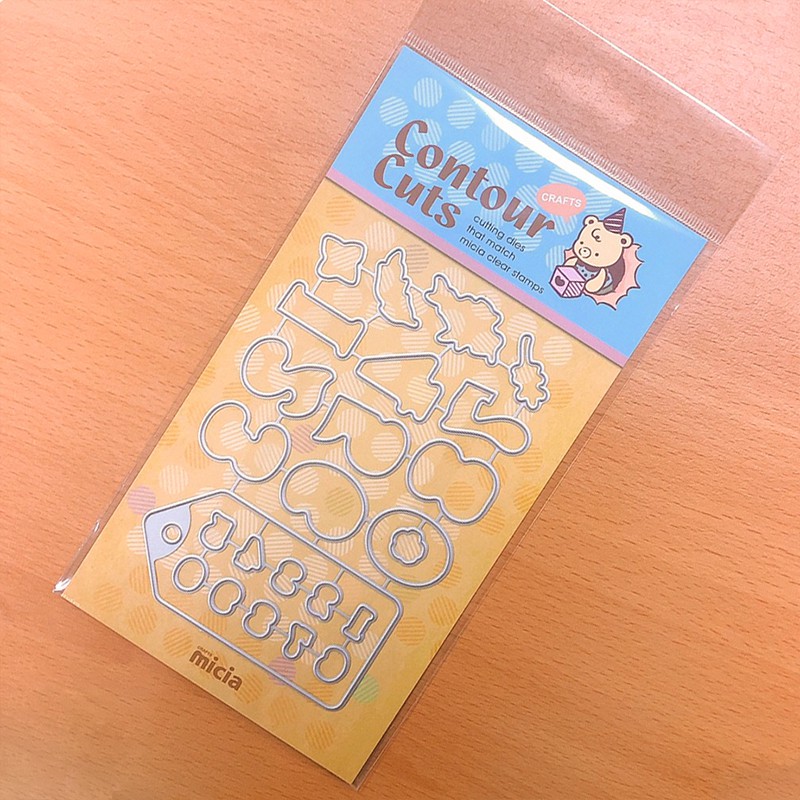 Contour
Cuts
CRAFTS
cutting dies
that match
micia clear stamps
micia